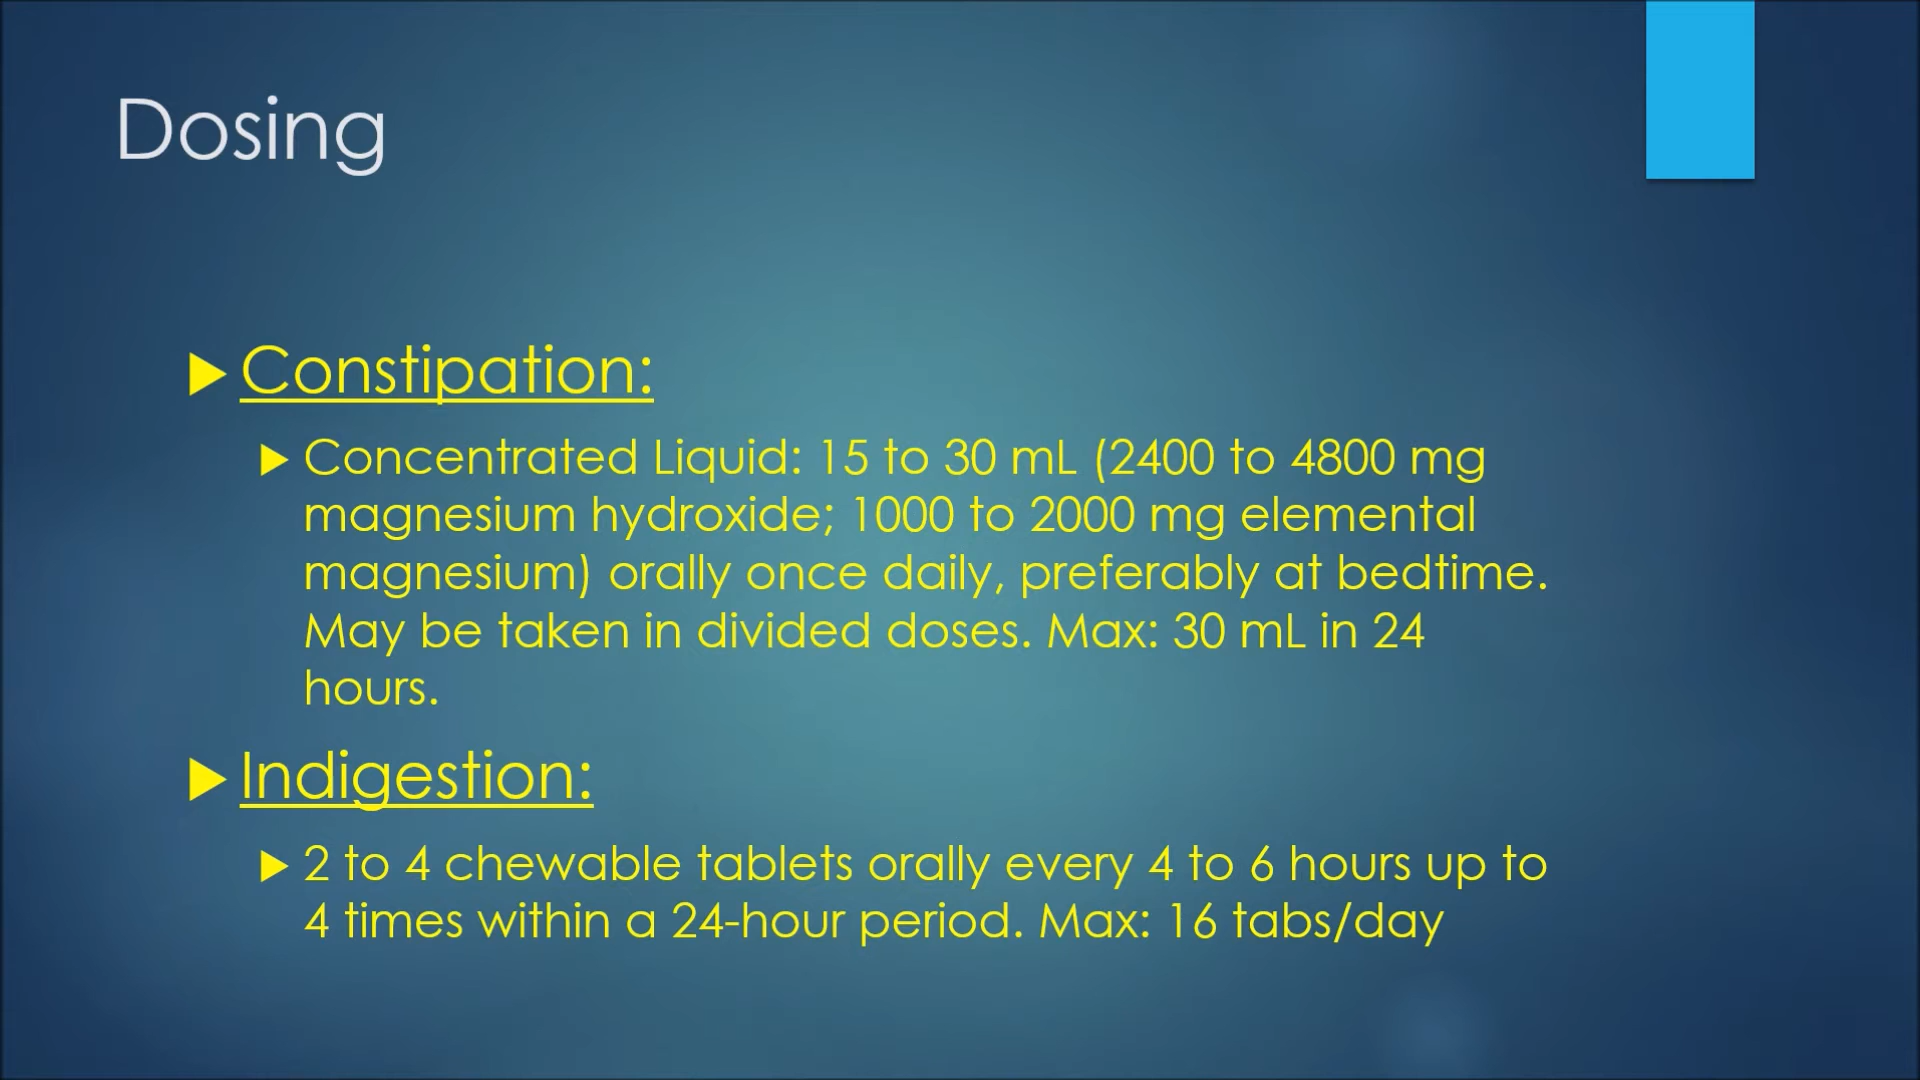 Dosing
Constipation:
Concentrated Liquid: 15 to 30 mL (2400 to 4800 mg
magnesium hydroxide; 1000 to 2000 mg elemental
magnesium) orally once daily, preferably at bedtime.
May be taken in divided doses. Max: 30 mL in 24
hours.
Indigestion:
2 to 4 chewable tablets orally every 4 to 6 hours up to
4 times within a 24-hour period. Max: 16 tabs/day